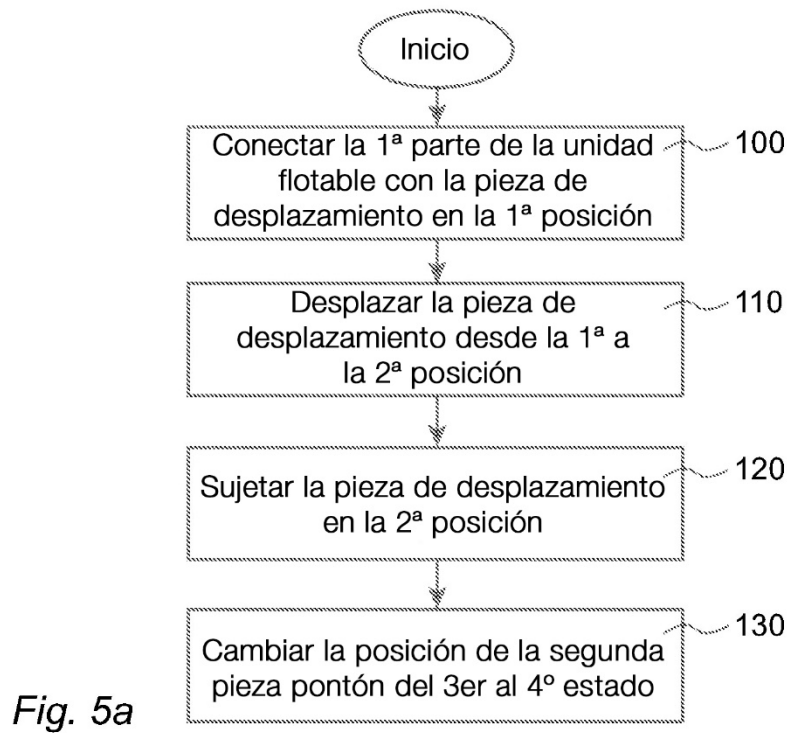 Inicio
Conectar la 1ª parte de la unidad
flotable con la pieza de
desplazamiento en la 1ª posición
100
Desplazar la pieza de
desplazamiento desde la 1ª a
la 2ª posición
110
Sujetar la pieza de desplazamiento
en la 2ª posición
120
Cambiar la posición de la segunda
pieza pontón del 3er al 4º estado
130
Fig. 5a